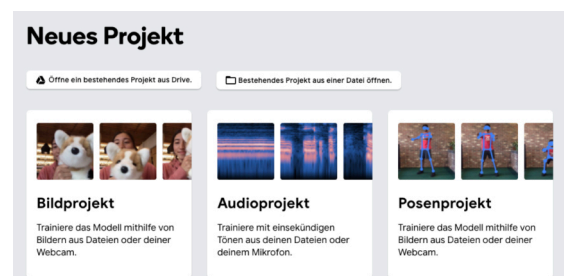 Neues Projekt
Öffne ein bestehendes Projekt aus Drive.
Bestehendes Projekt aus einer Datei öffnen.
Bildprojekt
Trainiere das Modell mithilfe von
Bildern aus Dateien oder deiner
Webcam.
Audioprojekt
Trainiere mit einsekündigen
Tönen aus deinen Dateien oder
deinem Mikrofon.
Posenprojekt
Trainiere das Modell mithilfe von
Bildern aus Dateien oder deiner
Webcam.